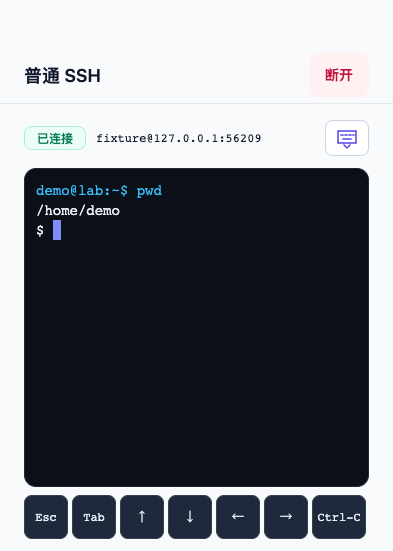 普通 SSH
断开
已连接
fixture@127.0.0.1:56209
demo@lab:~$ pwd
/home/demo
$
Esc Tab ↑ ↓ ← → Ctrl-C